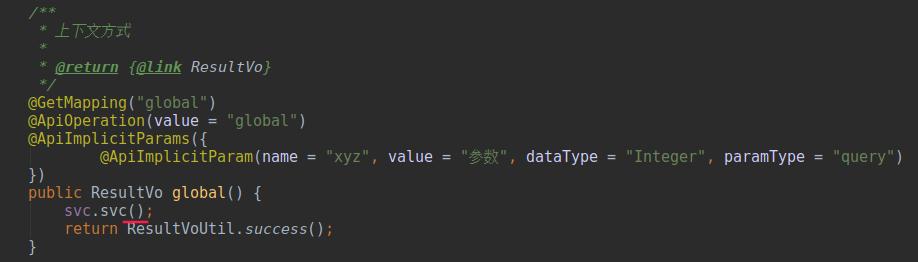 /**
 * 上下文方式
 *
 * @return {@link ResultVo}
 */
@GetMapping("global")
@ApiOperation(value = "global")
@ApiImplicitParams({
        @ApiImplicitParam(name = "xyz", value = "参数", dataType = "Integer", paramType = "query")
})
public ResultVo global() {
    svc.svc();
    return ResultVoUtil.success();
}